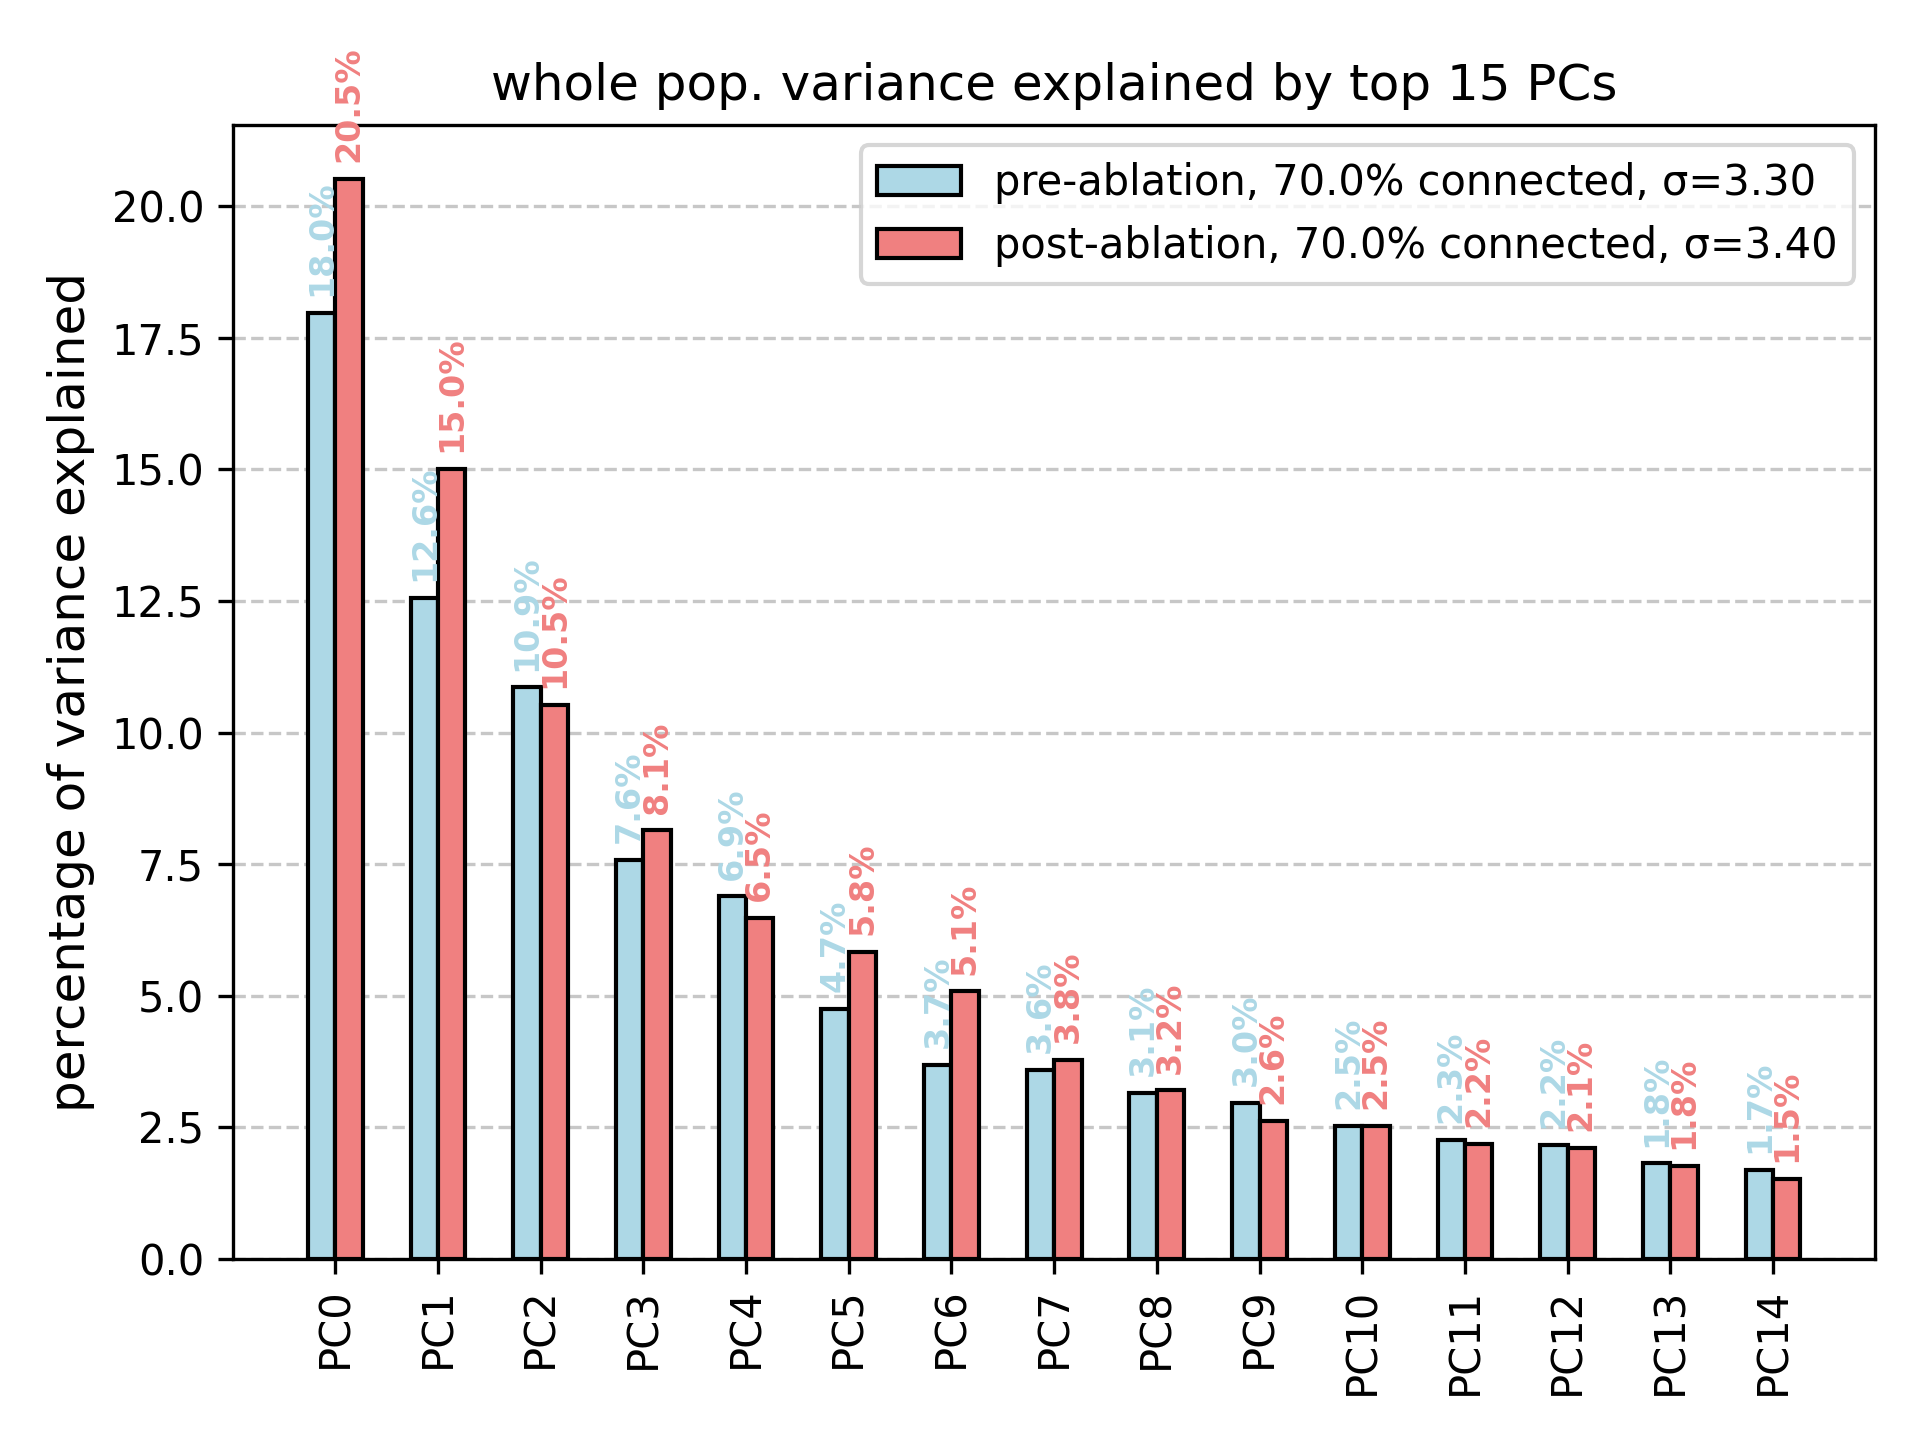 whole pop. variance explained by top 15 PCs
percentage of variance explained
pre-ablation, 70.0% connected, σ=3.30
post-ablation, 70.0% connected, σ=3.40
20.0
17.5
15.0
12.5
10.0
7.5
5.0
2.5
0.0
18.0%
20.5%
12.6%
15.0%
10.9%
10.5%
7.6%
8.1%
6.9%
6.5%
4.7%
5.8%
3.7%
5.1%
3.6%
3.8%
3.1%
3.2%
3.0%
2.6%
2.5%
2.5%
2.3%
2.2%
2.2%
2.1%
1.8%
1.8%
1.7%
1.5%
PC0
PC1
PC2
PC3
PC4
PC5
PC6
PC7
PC8
PC9
PC10
PC11
PC12
PC13
PC14